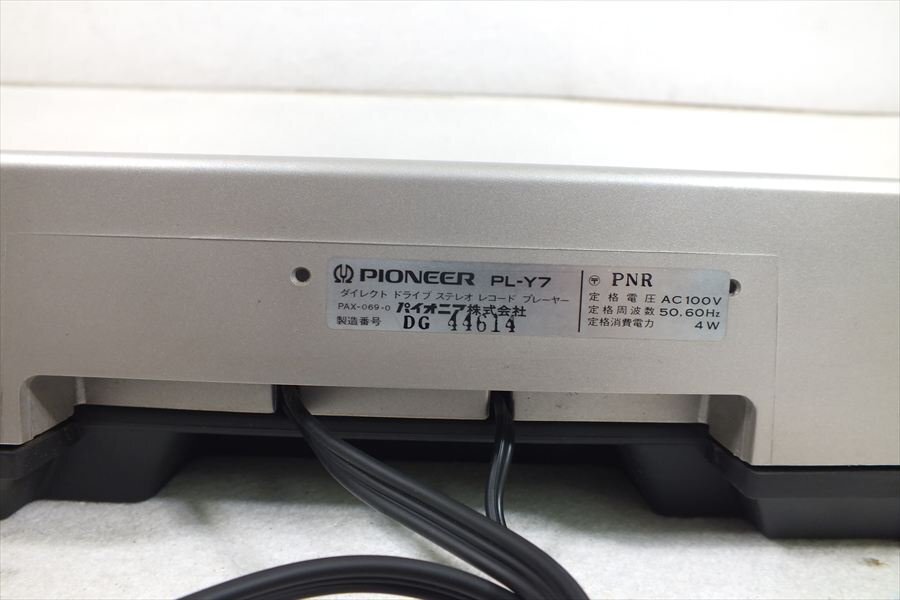 PIONEER PL-Y7
ダイレクト ドライブ ステレオ レコード プレーヤー
PAX-069-0 パイオニア株式会社
製造番号 DG 44614
〒 PNR
定格電圧 AC100V
定格周波数 50,60Hz
定格消費電力 4W